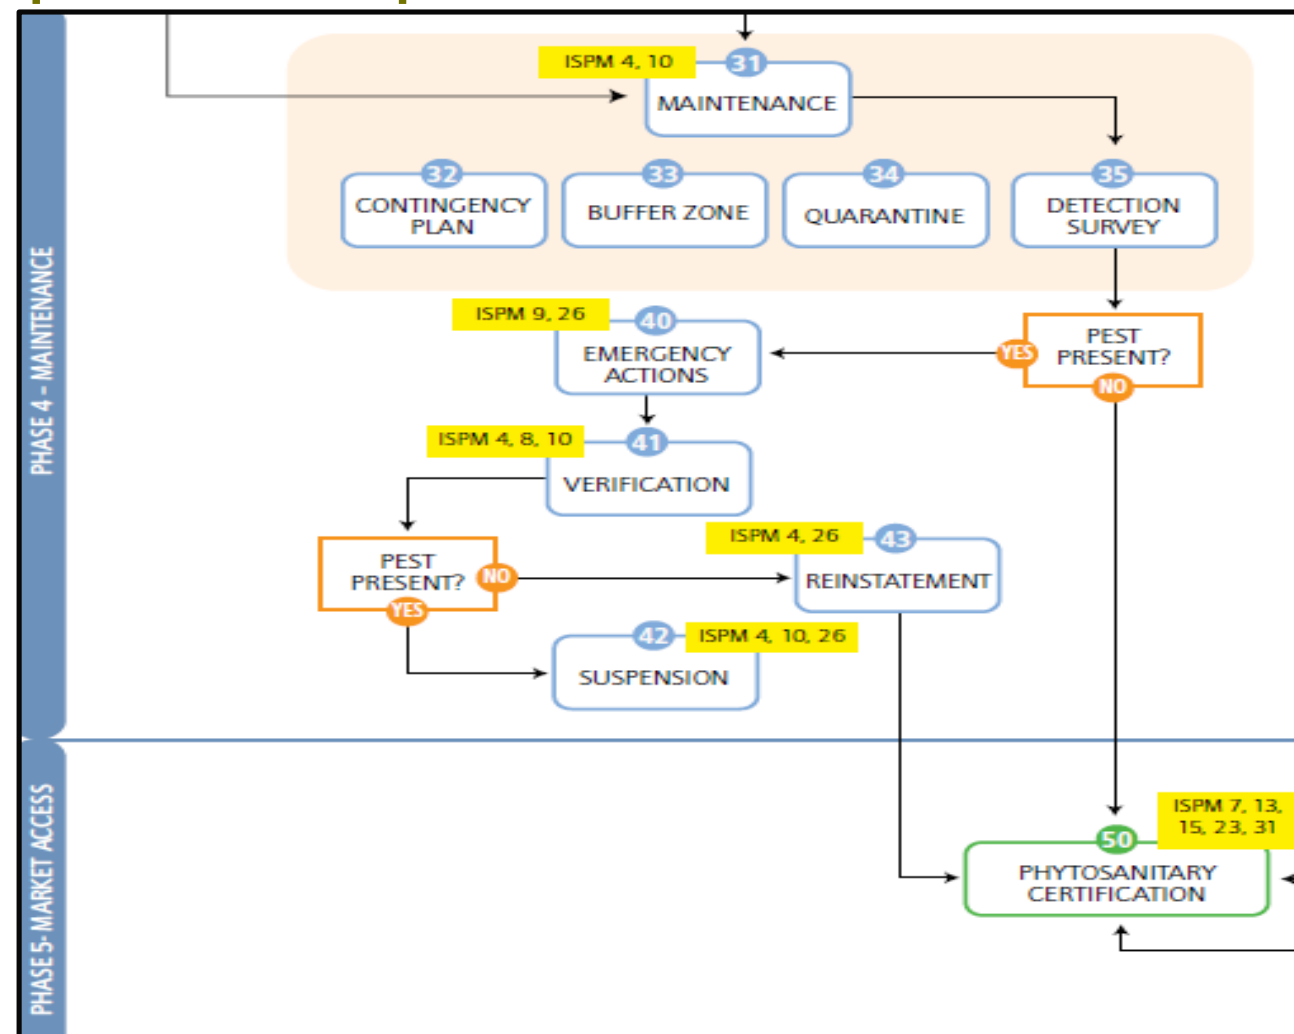 PHASE 4 – MAINTENANCE
ISPM 4, 10
31
MAINTENANCE
32
CONTINGENCY
PLAN
33
BUFFER ZONE
34
QUARANTINE
35
DETECTION
SURVEY
PEST
PRESENT?
YES
NO
ISPM 9, 26
40
EMERGENCY
ACTIONS
ISPM 4, 8, 10
41
VERIFICATION
PEST
PRESENT?
NO
YES
ISPM 4, 26
43
REINSTATEMENT
42
ISPM 4, 10, 26
SUSPENSION
PHASE 5- MARKET ACCESS
ISPM 7, 13,
15, 23, 31
50
PHYTOSANITARY
CERTIFICATION